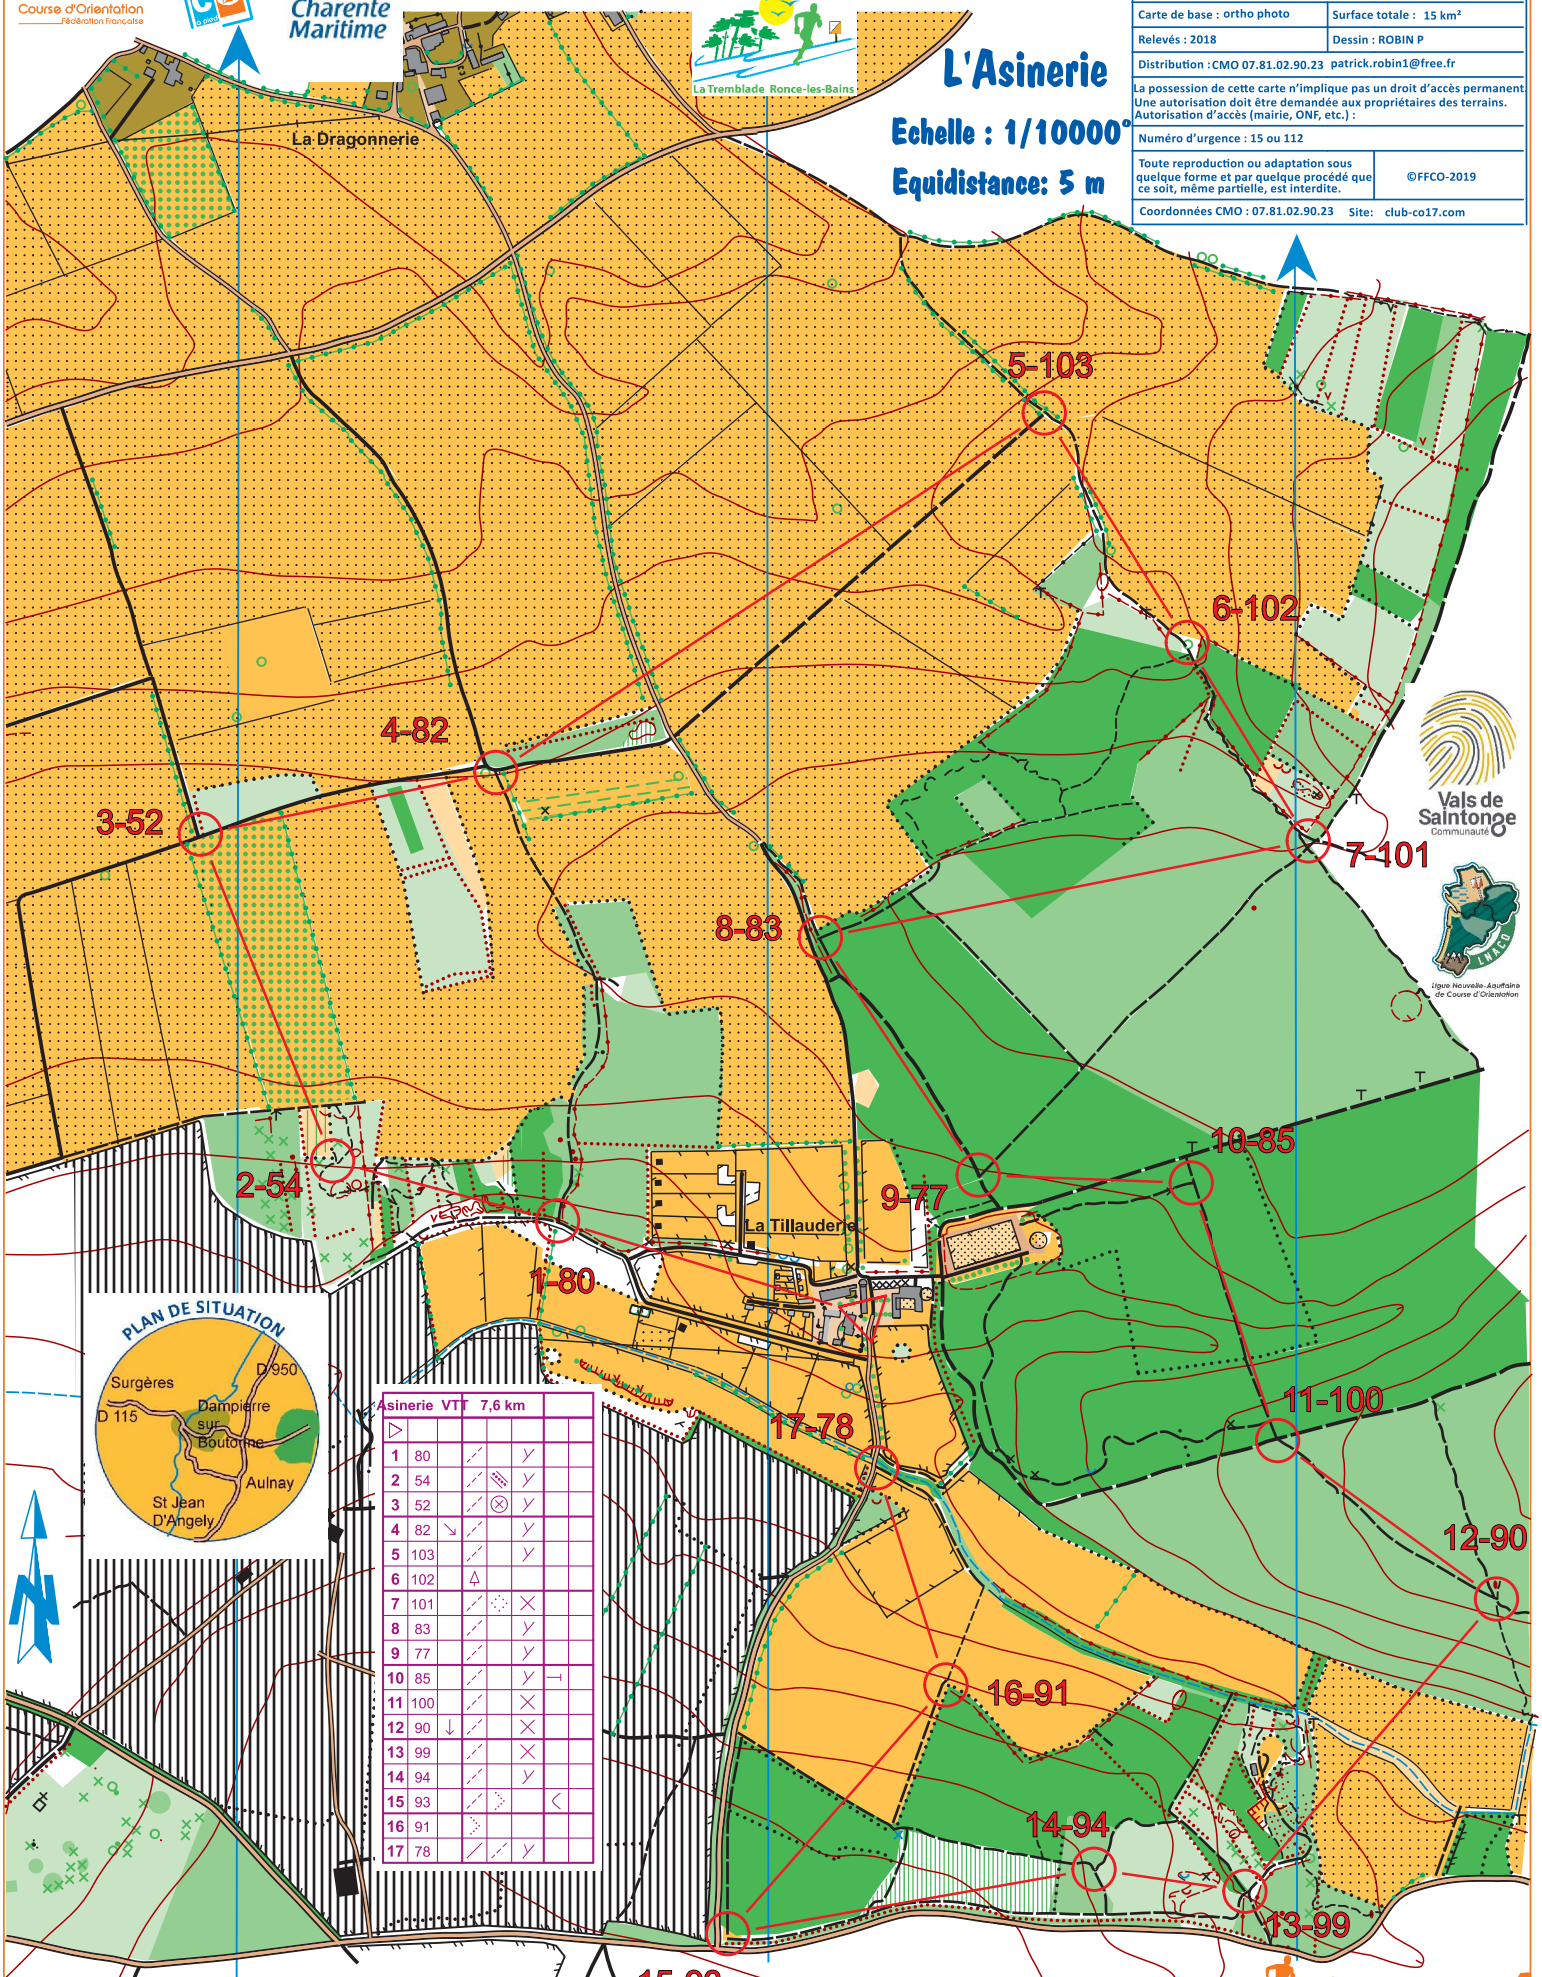 Course d'Orientation
Fédération Française
à pied
Charente
Maritime
La Tremblade Ronce-les-Bains
L'Asinerie
Echelle : 1/10000°
Equidistance: 5 m
Carte de base : ortho photo
Surface totale : 15 km²
Relevés : 2018
Dessin : ROBIN P
Distribution : CMO 07.81.02.90.23 patrick.robin1@free.fr
La possession de cette carte n'implique pas un droit d'accès permanent.
Une autorisation doit être demandée aux propriétaires des terrains.
Autorisation d'accès (mairie, ONF, etc.) :
Numéro d'urgence : 15 ou 112
Toute reproduction ou adaptation sous
quelque forme et par quelque procédé que
ce soit, même partielle, est interdite.
©FFCO-2019
Coordonnées CMO : 07.81.02.90.23 Site: club-co17.com
La Dragonnerie
5-103
6-102
4-82
3-52
7-101
8-83
Vals de
Saintonge
Communauté
LNACO
Ligue Nouvelle-Aquitaine
de Course d'Orientation
10-85
2-54
9-77
La Tillauderie
1-80
PLAN DE SITUATION
D 950
Surgères
D 115
Dampierre
sur
Boutonne
Aulnay
St Jean
D'Angely
N
11-100
17-78
12-90
16-91
14-94
13-99
Asinerie VTT 7,6 km
1 80
2 54
3 52
4 82
5 103
6 102
7 101
8 83
9 77
10 85
11 100
12 90
13 99
14 94
15 93
16 91
17 78